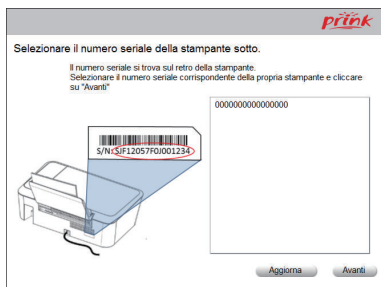 prink
Selezionare il numero seriale della stampante sotto.
Il numero seriale si trova sul retro della stampante.
Selezionare il numero seriale corrispondente della propria stampante e cliccare
su "Avanti"
0000000000000000
S/N:SJF12057F0J001234
Aggiorna
Avanti